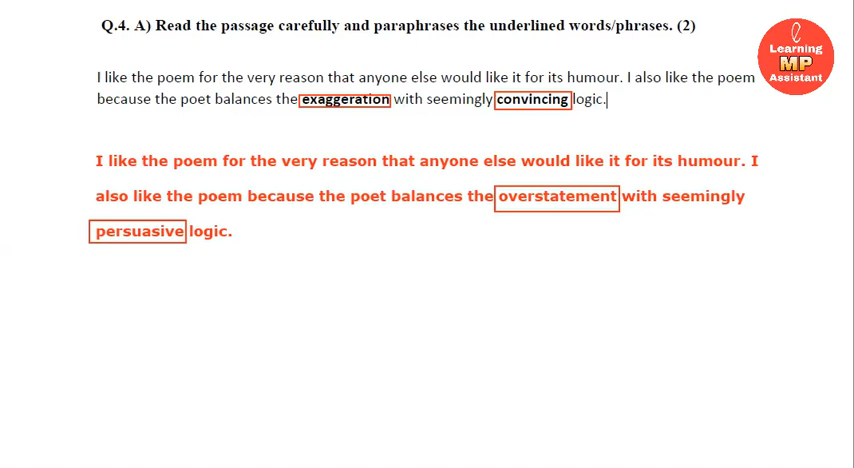 Q.4. A) Read the passage carefully and paraphrases the underlined words/phrases. (2)
Learning
MP
Assistant
I like the poem for the very reason that anyone else would like it for its humour. I also like the poem
because the poet balances the exaggeration with seemingly convincing logic.
I like the poem for the very reason that anyone else would like it for its humour. I
also like the poem because the poet balances the overstatement with seemingly
persuasive logic.